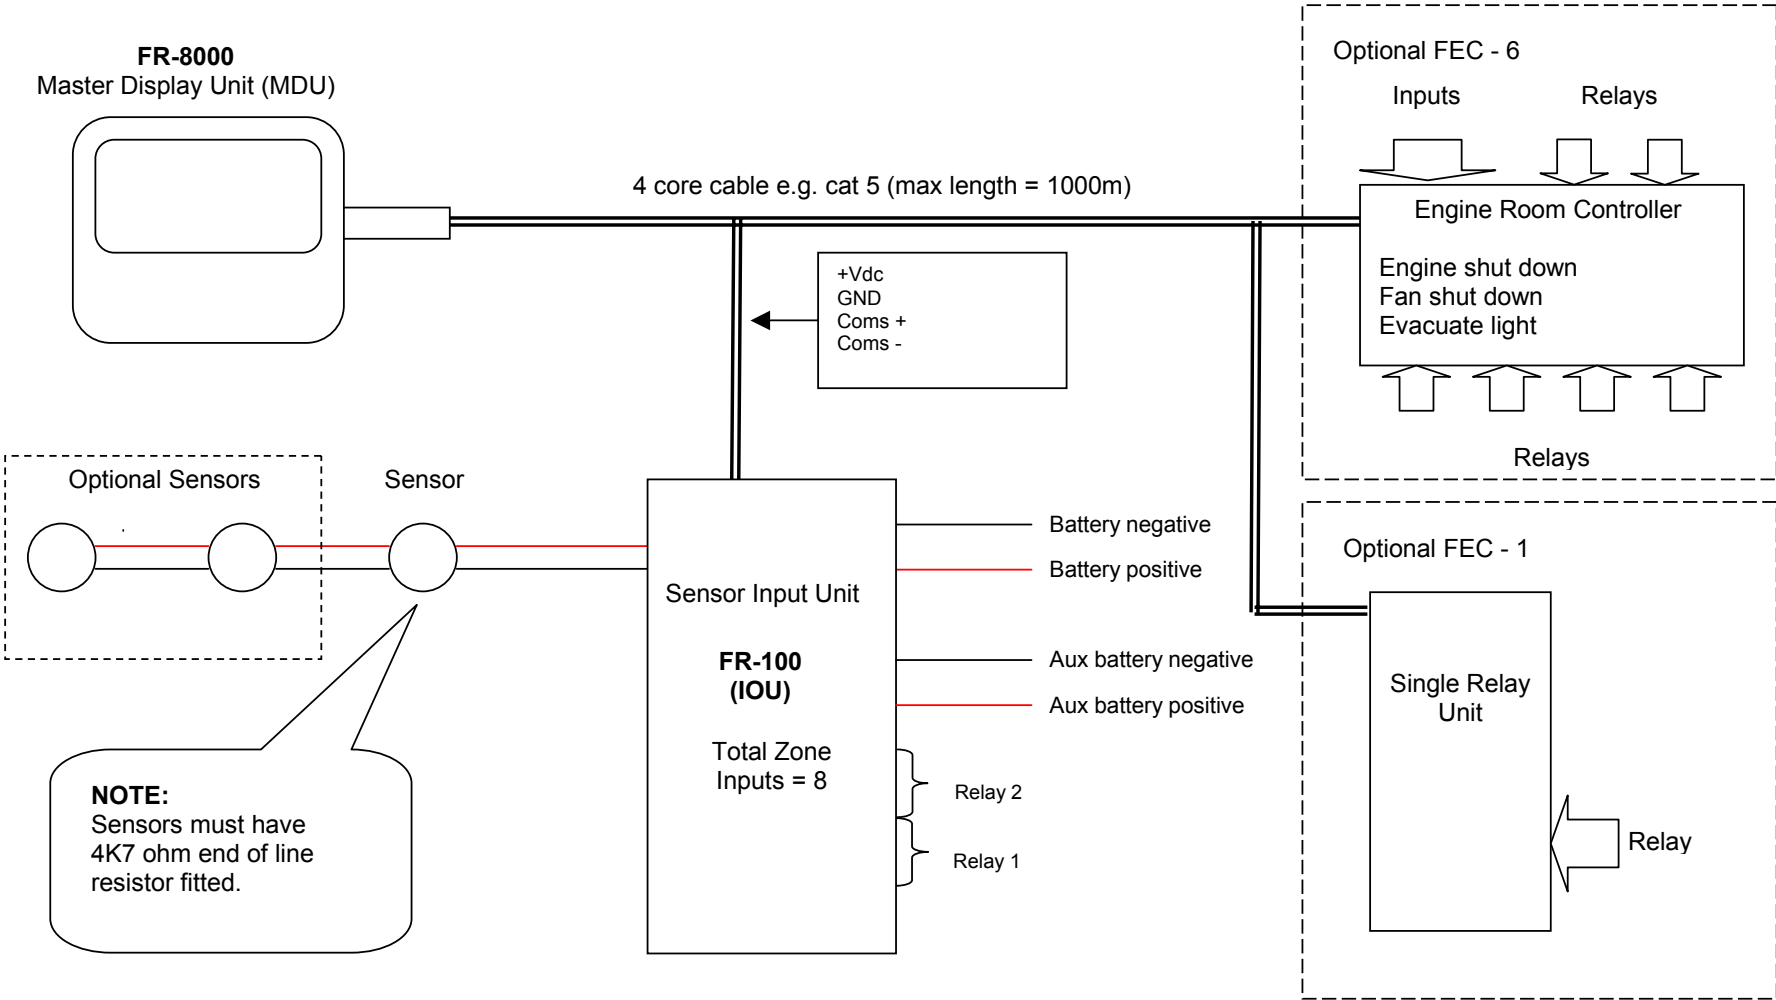 FR-8000
Master Display Unit (MDU)
Optional FEC - 6
Inputs
Relays
4 core cable e.g. cat 5 (max length = 1000m)
Engine Room Controller
Engine shut down
Fan shut down
Evacuate light
+Vdc
GND
Coms +
Coms -
Relays
Optional Sensors
Sensor
Battery negative
Battery positive
Optional FEC - 1
Sensor Input Unit
FR-100
(IOU)
Aux battery negative
Aux battery positive
Single Relay
Unit
Total Zone
Inputs = 8
Relay 2
Relay 1
Relay
NOTE:
Sensors must have
4K7 ohm end of line
resistor fitted.